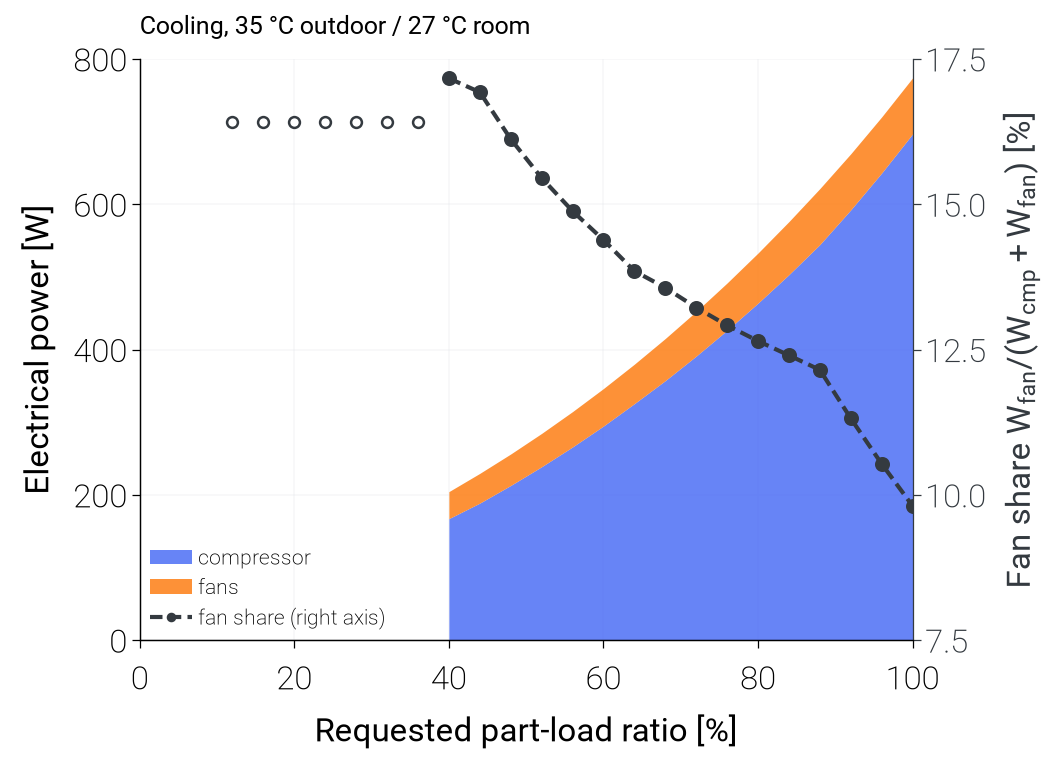 Cooling, 35 °C outdoor / 27 °C room
800
600
400
200
0
Electrical power [W]
17.5
15.0
12.5
10.0
7.5
Fan share Wfan/(Wcmp + Wfan) [%]
compressor
fans
fan share (right axis)
0 20 40 60 80 100
Requested part-load ratio [%]